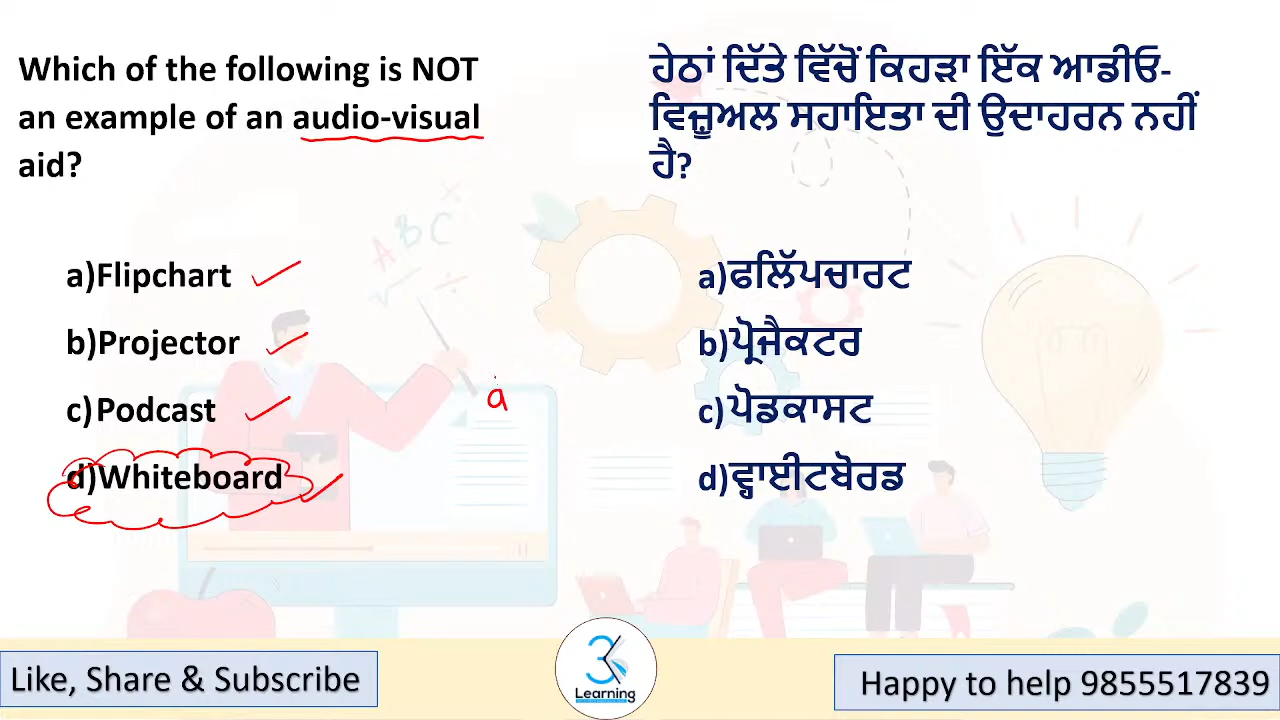 Which of the following is NOT
an example of an audio-visual
aid?
a)Flipchart
b)Projector
c)Podcast
d)Whiteboard
ਹੇਠਾਂ ਦਿੱਤੇ ਵਿੱਚੋਂ ਕਿਹੜਾ ਇੱਕ ਆਡੀਓ-
ਵਿਜ਼ੂਅਲ ਸਹਾਇਤਾ ਦੀ ਉਦਾਹਰਨ ਨਹੀਂ
ਹੈ?
a)ਫਲਿੱਪਚਾਰਟ
b)ਪ੍ਰੋਜੈਕਟਰ
c)ਪੋਡਕਾਸਟ
d)ਵ੍ਹਾਈਟਬੋਰਡ
A B C
a
Like, Share & Subscribe
3
Learning
Happy to help 9855517839